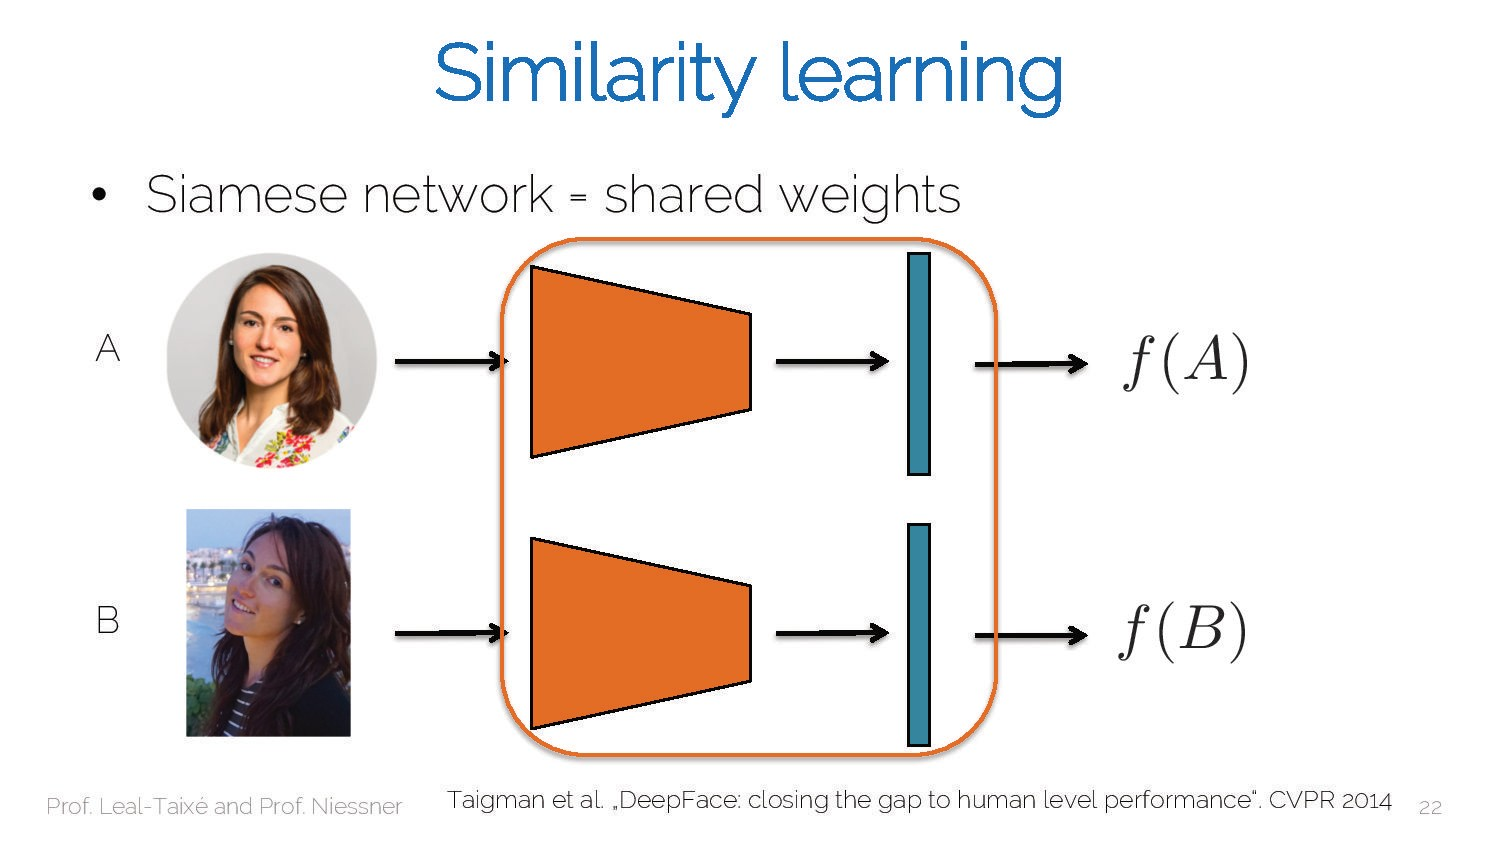 Similarity learning
• Siamese network = shared weights
A
f(A)
B
f(B)
Prof. Leal-Taixé and Prof. Niessner
Taigman et al. „DeepFace: closing the gap to human level performance“. CVPR 2014
22